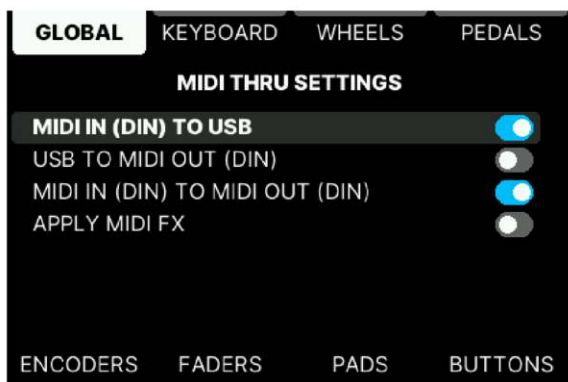 GLOBAL KEYBOARD WHEELS PEDALS
MIDI THRU SETTINGS
MIDI IN (DIN) TO USB
USB TO MIDI OUT (DIN)
MIDI IN (DIN) TO MIDI OUT (DIN)
APPLY MIDI FX
ENCODERS FADERS PADS BUTTONS